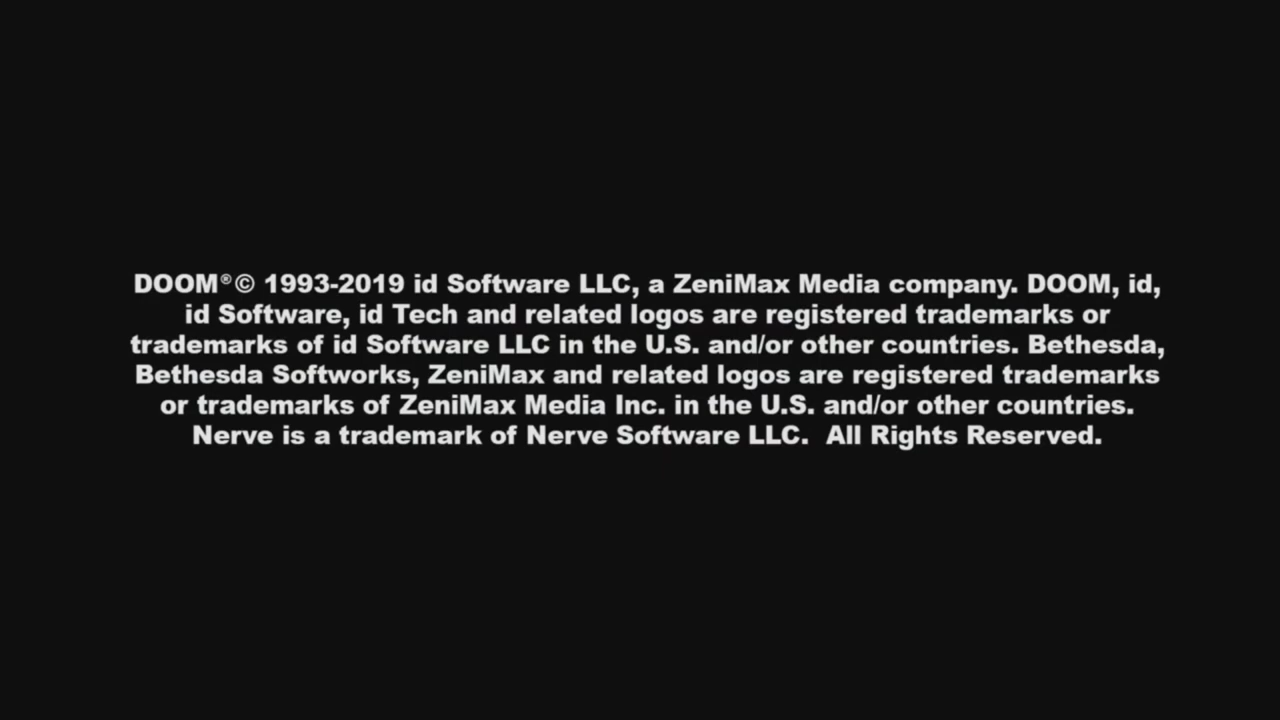 DOOM®© 1993-2019 id Software LLC, a ZeniMax Media company. DOOM, id,
id Software, id Tech and related logos are registered trademarks or
trademarks of id Software LLC in the U.S. and/or other countries. Bethesda,
Bethesda Softworks, ZeniMax and related logos are registered trademarks
or trademarks of ZeniMax Media Inc. in the U.S. and/or other countries.
Nerve is a trademark of Nerve Software LLC.  All Rights Reserved.